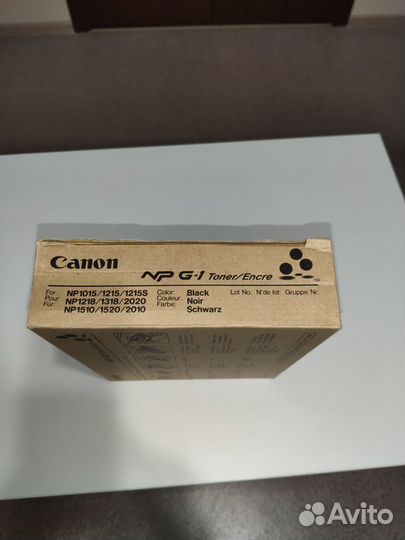 Canon NP G-1 Toner/Encre TM
For: NP1015/1215/1215S Color: Black Lot No. N° de lot Gruppe Nr.
Pour: NP1218/1318/2020 Couleur: Noir
Für: NP1510/1520/2010 Farbe: Schwarz
Avito